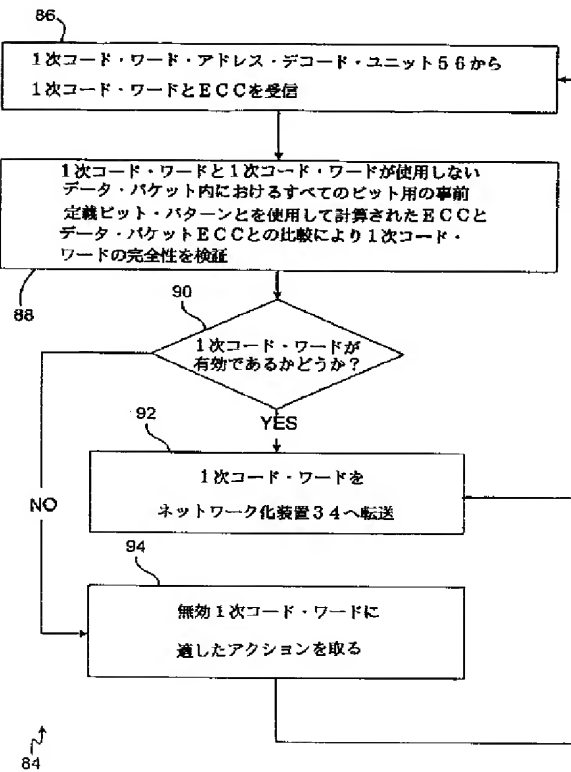 86
1次コード・ワード・アドレス・デコード・ユニット56から
1次コード・ワードとECCを受信
1次コード・ワードと1次コード・ワードが使用しない
データ・パケット内におけるすべてのビット用の事前
定義ビット・パターンとを使用して計算されたECCと
データ・パケットECCとの比較により1次コード・
ワードの完全性を検証
88
90
1次コード・ワードが
有効であるかどうか?
YES
92
1次コード・ワードを
ネットワーク化装置34へ転送
NO
94
無効1次コード・ワードに
適したアクションを取る
84